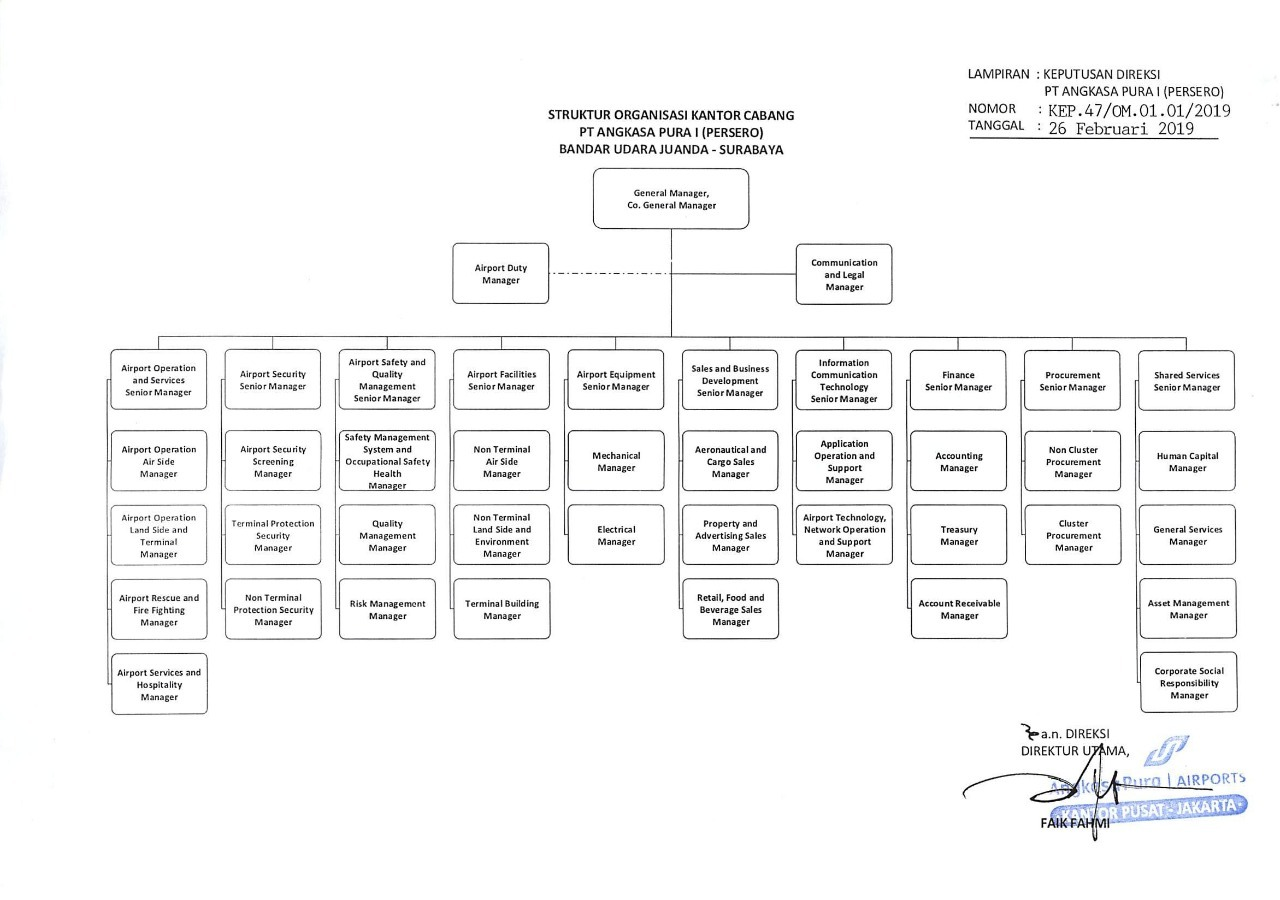 LAMPIRAN : KEPUTUSAN DIREKSI
PT ANGKASA PURA I (PERSERO)
NOMOR : KEP.47/OM.01.01/2019
TANGGAL : 26 Februari 2019
STRUKTUR ORGANISASI KANTOR CABANG
PT ANGKASA PURA I (PERSERO)
BANDAR UDARA JUANDA - SURABAYA
General Manager,
Co. General Manager
Airport Duty
Manager
Communication
and Legal
Manager
Airport Operation
and Services
Senior Manager
Airport Operation
Air Side
Manager
Airport Operation
Land Side and
Terminal
Manager
Airport Rescue and
Fire Fighting
Manager
Airport Services and
Hospitality
Manager
Airport Security
Senior Manager
Airport Security
Screening
Manager
Terminal Protection
Security
Manager
Non Terminal
Protection Security
Manager
Airport Safety and
Quality
Management
Senior Manager
Safety Management
System and
Occupational Safety
Health
Manager
Quality
Management
Manager
Risk Management
Manager
Airport Facilities
Senior Manager
Non Terminal
Air Side
Manager
Non Terminal
Land Side and
Environment
Manager
Terminal Building
Manager
Airport Equipment
Senior Manager
Mechanical
Manager
Electrical
Manager
Sales and Business
Development
Senior Manager
Aeronautical and
Cargo Sales
Manager
Property and
Advertising Sales
Manager
Retail, Food and
Beverage Sales
Manager
Information
Communication
Technology
Senior Manager
Application
Operation and
Support
Manager
Airport Technology,
Network Operation
and Support
Manager
Finance
Senior Manager
Accounting
Manager
Treasury
Manager
Account Receivable
Manager
Procurement
Senior Manager
Non Cluster
Procurement
Manager
Cluster
Procurement
Manager
Shared Services
Senior Manager
Human Capital
Manager
General Services
Manager
Asset Management
Manager
Corporate Social
Responsibility
Manager
a.n. DIREKSI
DIREKTUR UTAMA,
Angkasa Pura | AIRPORTS
KANTOR PUSAT - JAKARTA
FAIK FAHMI